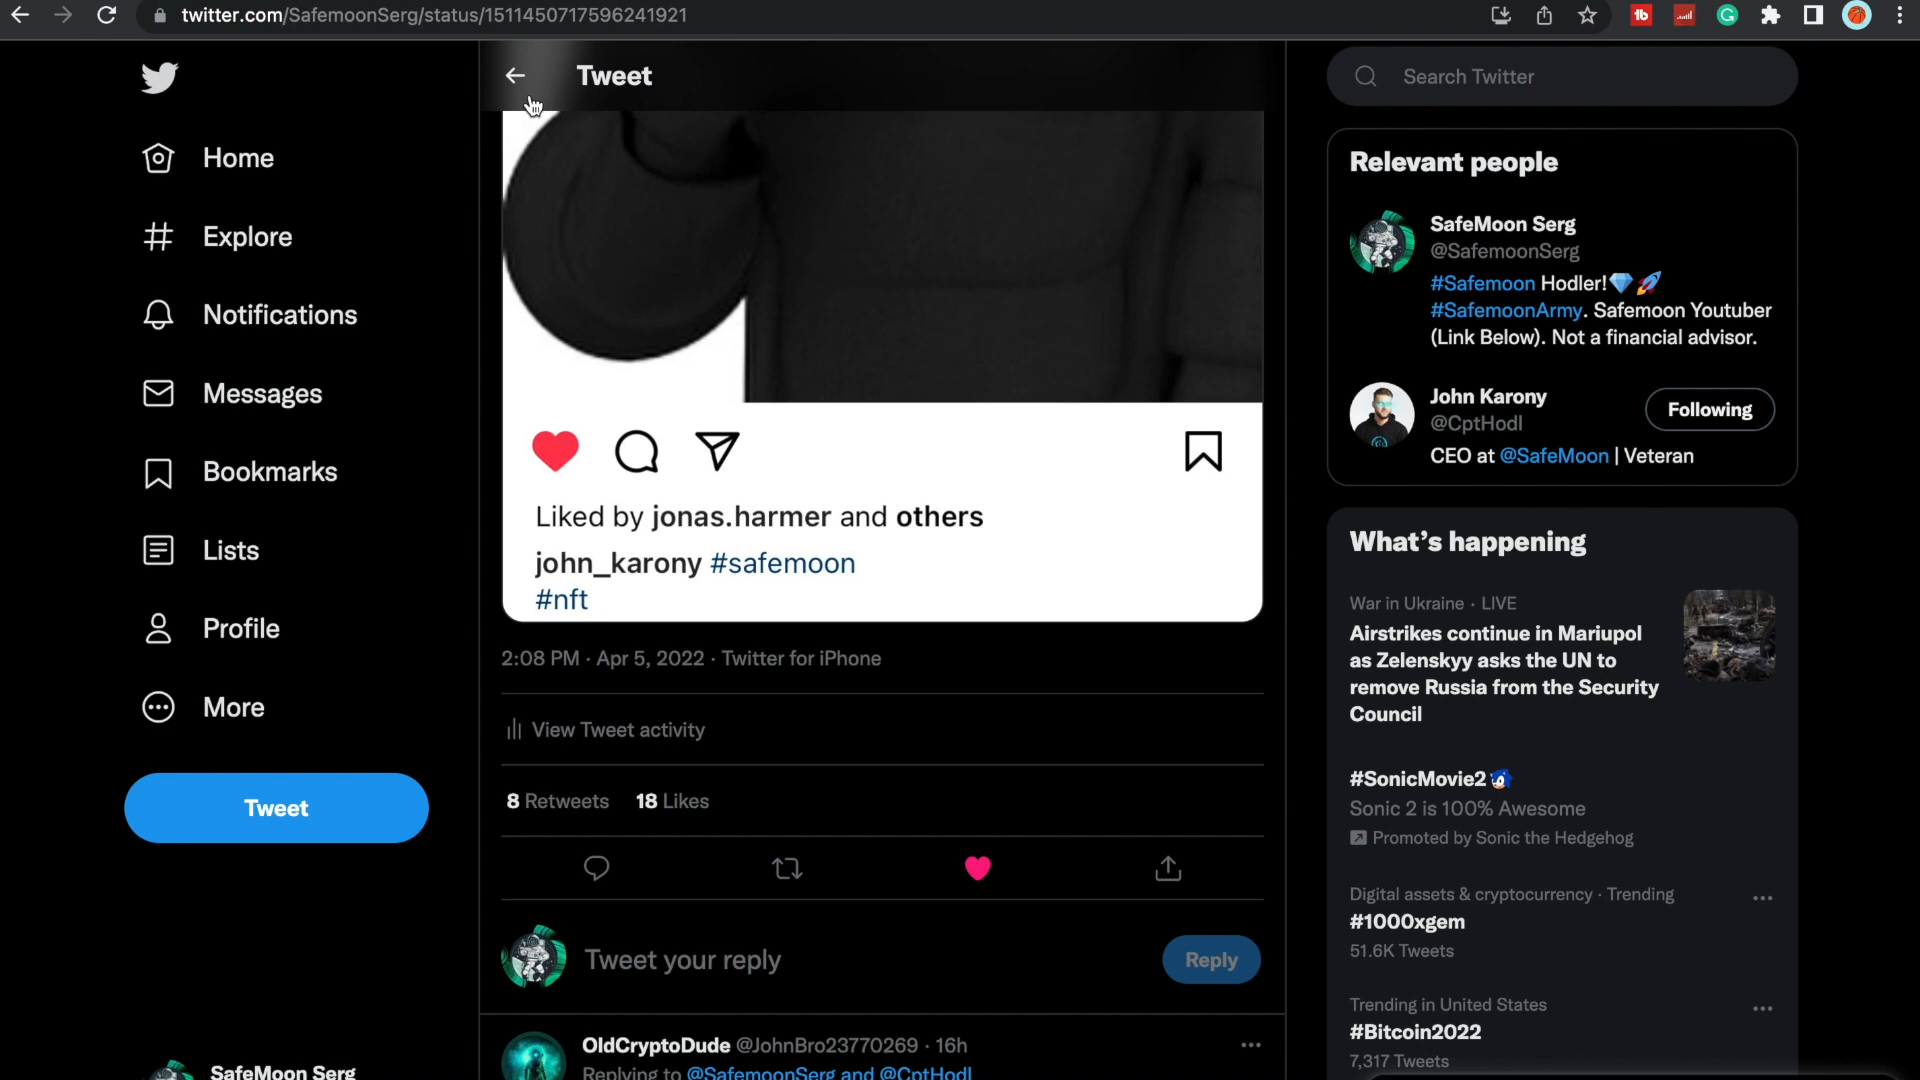 twitter.com/SafemoonSerg/status/1511450717596241921
Home
Explore
Notifications
Messages
Bookmarks
Lists
Profile
More
Tweet
SafeMoon Serg
Tweet
Liked by jonas.harmer and others
john_karony #safemoon
#nft
2:08 PM · Apr 5, 2022 · Twitter for iPhone
View Tweet activity
8 Retweets 18 Likes
Tweet your reply
Reply
OldCryptoDude @JohnBro23770269 · 16h
Replying to @SafemoonSerg and @CptHodl
Search Twitter
Relevant people
SafeMoon Serg
@SafemoonSerg
#Safemoon Hodler!💎🚀
#SafemoonArmy. Safemoon Youtuber
(Link Below). Not a financial advisor.
John Karony
@CptHodl
Following
CEO at @SafeMoon | Veteran
What's happening
War in Ukraine · LIVE
Airstrikes continue in Mariupol
as Zelenskyy asks the UN to
remove Russia from the Security
Council
#SonicMovie2
Sonic 2 is 100% Awesome
Promoted by Sonic the Hedgehog
Digital assets & cryptocurrency · Trending
#1000xgem
51.6K Tweets
Trending in United States
#Bitcoin2022
7,317 Tweets